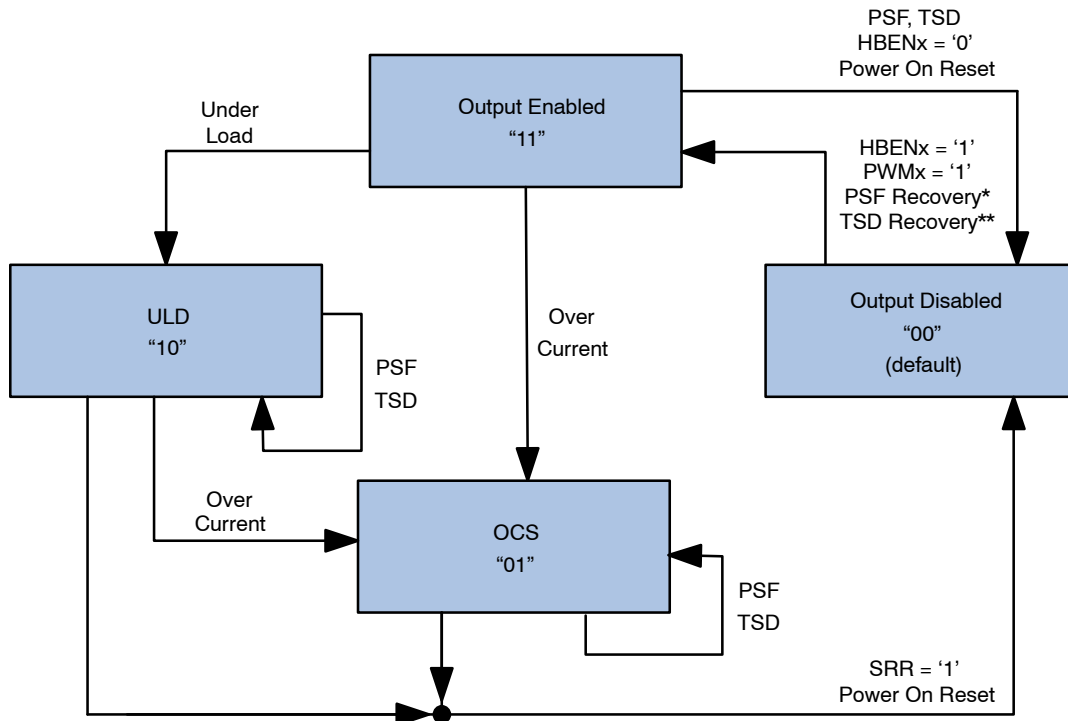 PSF, TSD
HBENx = ‘0’
Power On Reset
Output Enabled
“11”
Under
Load
HBENx = ‘1’
PWMx = ‘1’
PSF Recovery*
TSD Recovery**
ULD
“10”
Output Disabled
“00”
(default)
Over
Current
PSF
TSD
Over
Current
OCS
“01”
PSF
TSD
SRR = ‘1’
Power On Reset